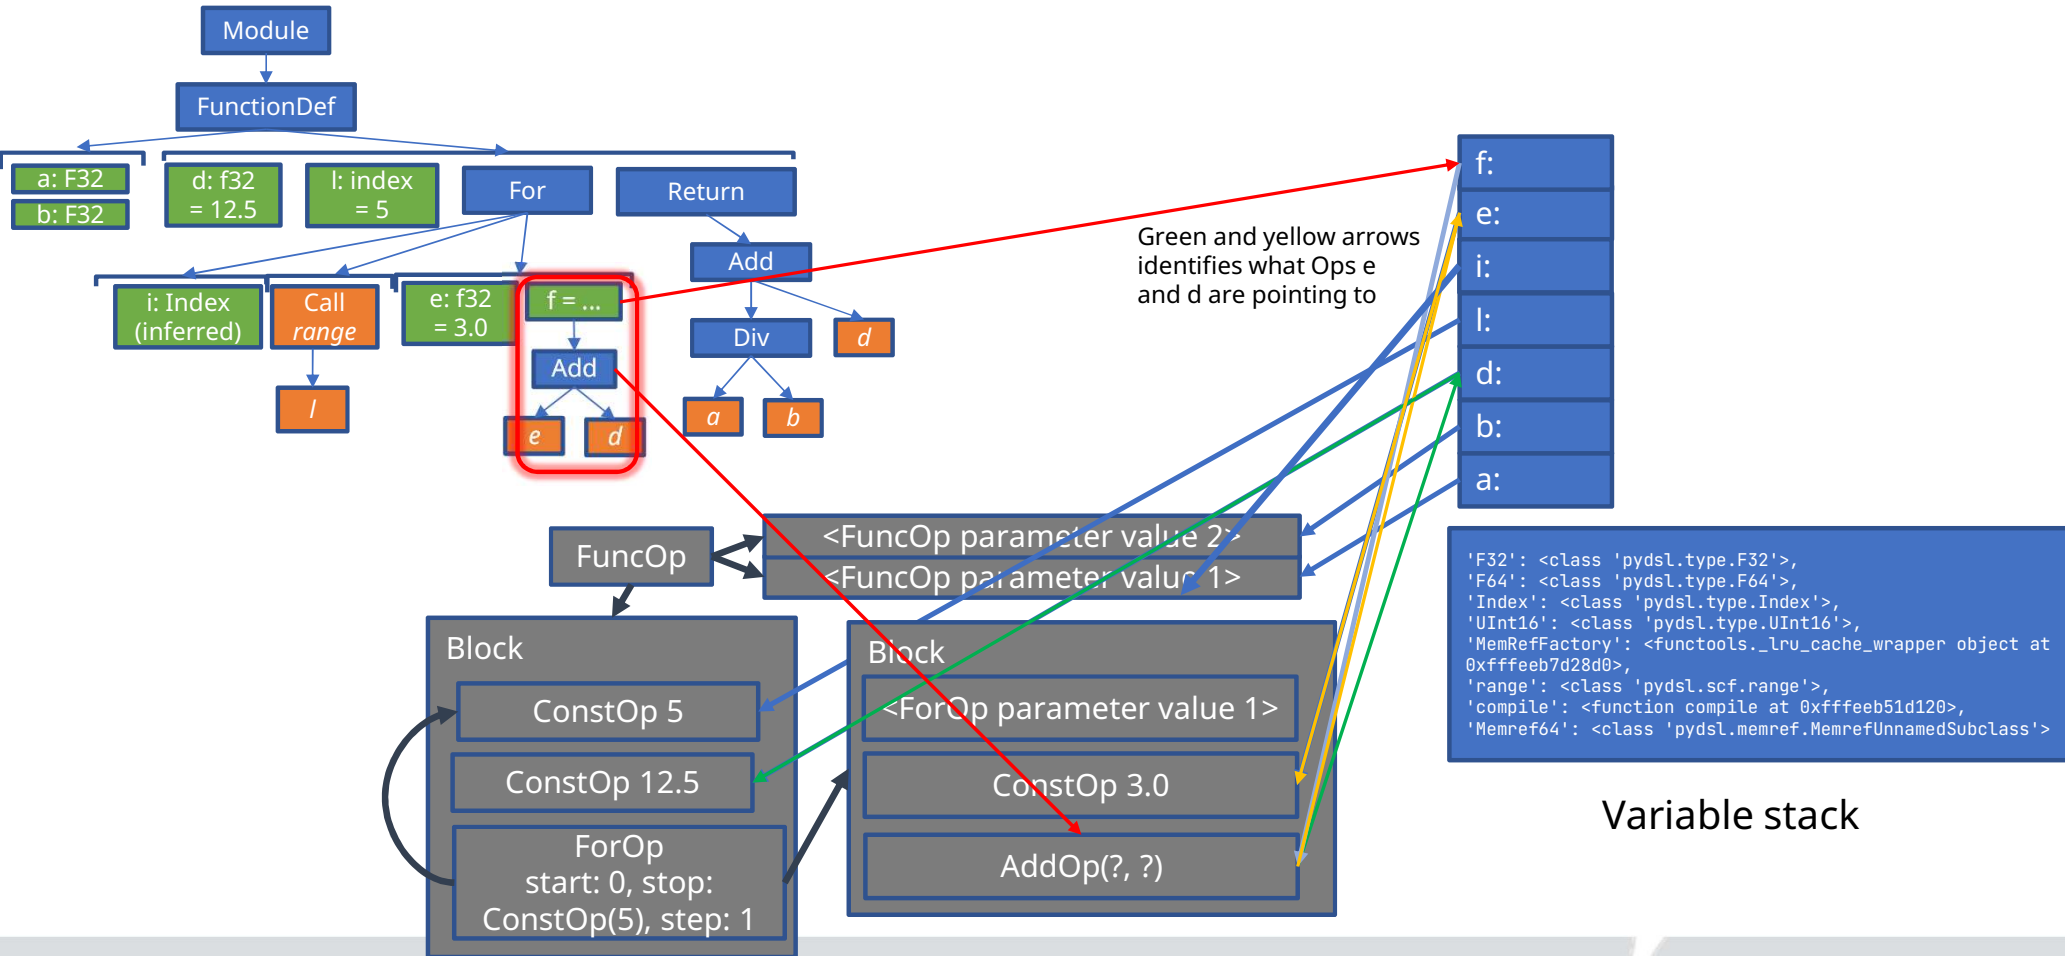 Module
FunctionDef
a: F32
b: F32
d: f32
= 12.5
l: index
= 5
For
Return
i: Index
(inferred)
Call
range
l
e: f32
= 3.0
f = ...
Add
e
d
Add
Div
d
a
b
Green and yellow arrows
identifies what Ops e
and d are pointing to
f:
e:
i:
l:
d:
b:
a:
FuncOp
<FuncOp parameter value 2>
<FuncOp parameter value 1>
Block
ConstOp 5
ConstOp 12.5
ForOp
start: 0, stop:
ConstOp(5), step: 1
Block
<ForOp parameter value 1>
ConstOp 3.0
AddOp(?, ?)
'F32': <class 'pydsl.type.F32'>,
'F64': <class 'pydsl.type.F64'>,
'Index': <class 'pydsl.type.Index'>,
'UInt16': <class 'pydsl.type.UInt16'>,
'MemRefFactory': <functools._lru_cache_wrapper object at
0xfffeeb7d28d0>,
'range': <class 'pydsl.scf.range'>,
'compile': <function compile at 0xfffeeb51d120>,
'Memref64': <class 'pydsl.memref.MemrefUnnamedSubclass'>
Variable stack